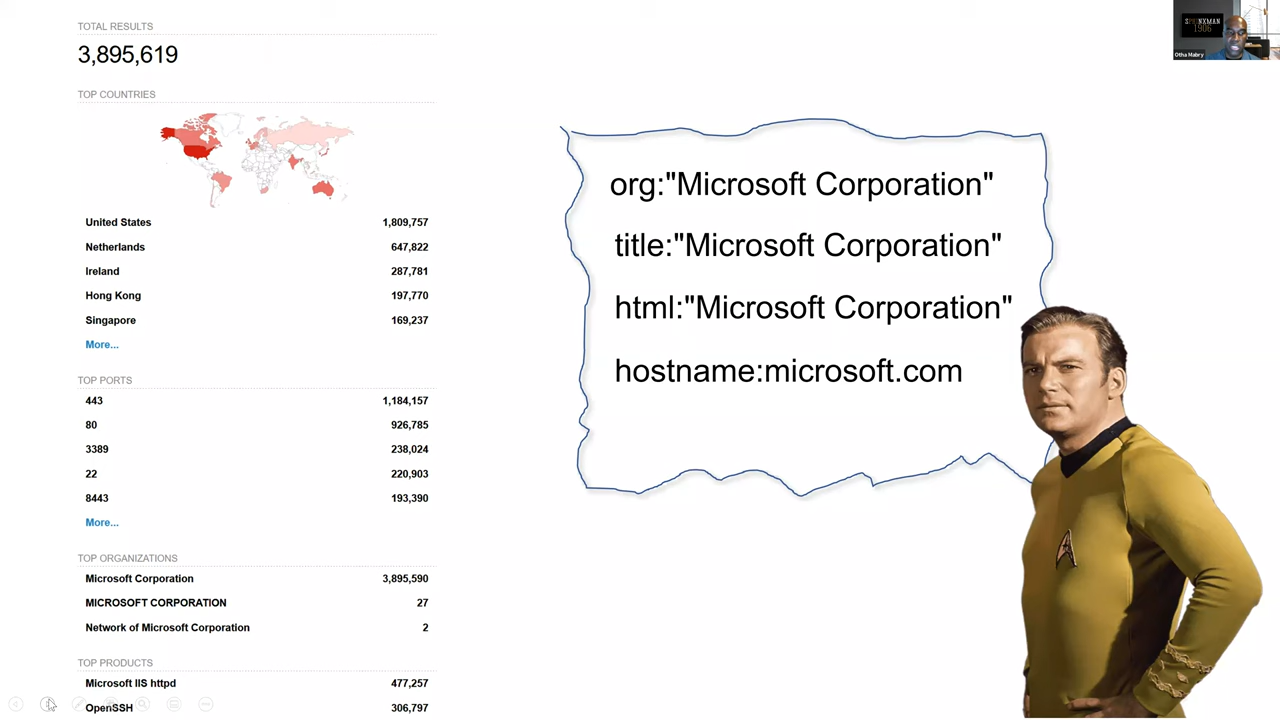 TOTAL RESULTS
3,895,619
TOP COUNTRIES
United States 1,809,757
Netherlands 647,822
Ireland 287,781
Hong Kong 197,770
Singapore 169,237
More...
TOP PORTS
443 1,184,157
80 926,785
3389 238,024
22 220,903
8443 193,390
More...
TOP ORGANIZATIONS
Microsoft Corporation 3,895,590
MICROSOFT CORPORATION 27
Network of Microsoft Corporation 2
TOP PRODUCTS
Microsoft IIS httpd 477,257
OpenSSH 306,797
org:"Microsoft Corporation"
title:"Microsoft Corporation"
html:"Microsoft Corporation"
hostname:microsoft.com
SPHINXMAN
1906
Otha Mabry